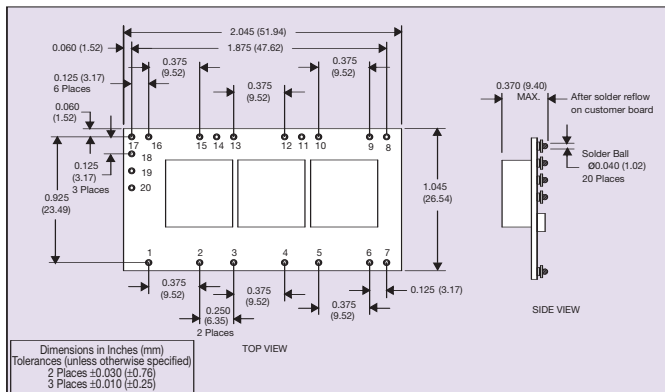 2.045 (51.94)
0.060 (1.52)
1.875 (47.62)
0.125 (3.17)
6 Places
0.375
(9.52)
0.375
(9.52)
0.375
(9.52)
0.060
(1.52)
17 16 15 14 13 12 11 10 9 8
18
19
20
0.125
(3.17)
3 Places
0.925
(23.49)
1.045
(26.54)
1 2 3 4 5 6 7
0.375
(9.52)
0.250
(6.35)
2 Places
0.375
(9.52)
0.375
(9.52)
0.125 (3.17)
TOP VIEW
0.370 (9.40)
MAX.
After solder reflow
on customer board
Solder Ball
Ø0.040 (1.02)
20 Places
SIDE VIEW
Dimensions in Inches (mm)
Tolerances (unless otherwise specified)
2 Places ±0.030 (±0.76)
3 Places ±0.010 (±0.25)